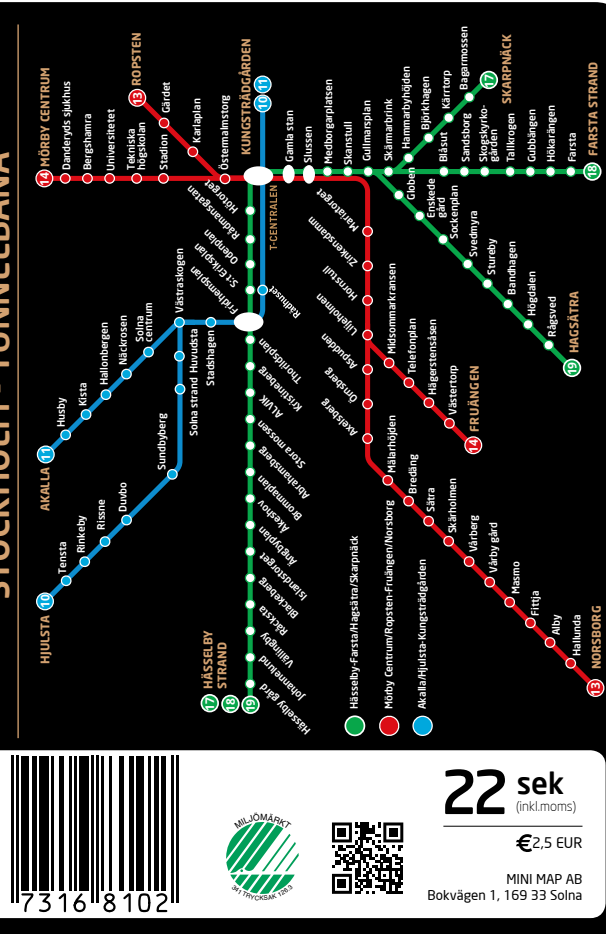 STOCKHOLM - TUNNELBANA
14 MÖRBY CENTRUM
Danderyds sjukhus
Bergshamra
Universitetet
Tekniska
högskolan
Stadion
13 ROPSTEN
Gärdet
Karlaplan
Östermalmstorg
KUNGSTRÄDGÅRDEN
10 11
T-CENTRALEN
Gamla stan
Slussen
Medborgarplatsen
Skanstull
Gullmarsplan
Skärmarbrink
Hammarbyhöjden
Björkhagen
Kärrtorp
Bagarmossen
17
SKARPNÄCK
Blåsut
Sandsborg
Skogskyrko-
gården
Tallkrogen
Gubbängen
Hökarängen
Farsta
18
FARSTA STRAND
Globen
Enskede
gård
Sockenplan
Svedmyra
Stureby
Bandhagen
Högdalen
Rågsved
19
HAGSÄTRA
Hötorget
Rådmansgatan
Odenplan
S:t Eriksplan
Fridhemsplan
Rådhuset
Thorildsplan
Kristineberg
ALVIK
Stora mossen
Abrahamsberg
Brommaplan
Åkeshov
Ängbyplan
Islandstorget
Blackeberg
Råcksta
Vällingby
Johannelund
Hässelby gård
HÄSSELBY
STRAND
17
18
19
AKALLA 11
Husby
Kista
Hallonbergen
Näckrosen
Solna
centrum
Västraskogen
Stadshagen
HJULSTA 10
Tensta
Rinkeby
Rissne
Duvbo
Sundbyberg
Solna strand
Huvudsta
Mariatorget
Zinkensdamm
Hornstull
Liljeholmen
Aspudden
Örnsberg
Axelsberg
Midsommarkransen
Telefonplan
Hägerstensåsen
Västertorp
14
FRUÄNGEN
Mälarhöjden
Bredäng
Sätra
Skärholmen
Vårberg
Vårby gård
Masmo
Fittja
Alby
Hallunda
13
NORSBORG
Hässelby-Farsta/Hagsätra/Skarpnäck
Mörby Centrum/Ropsten-Fruängen/Norsborg
Akalla/Hjulsta-Kungsträdgården
7316 8102
MILJÖMÄRKT
341 TRYCKSAK 126.3
22 sek
(inkl.moms)
€2,5 EUR
MINI MAP AB
Bokvägen 1, 169 33 Solna